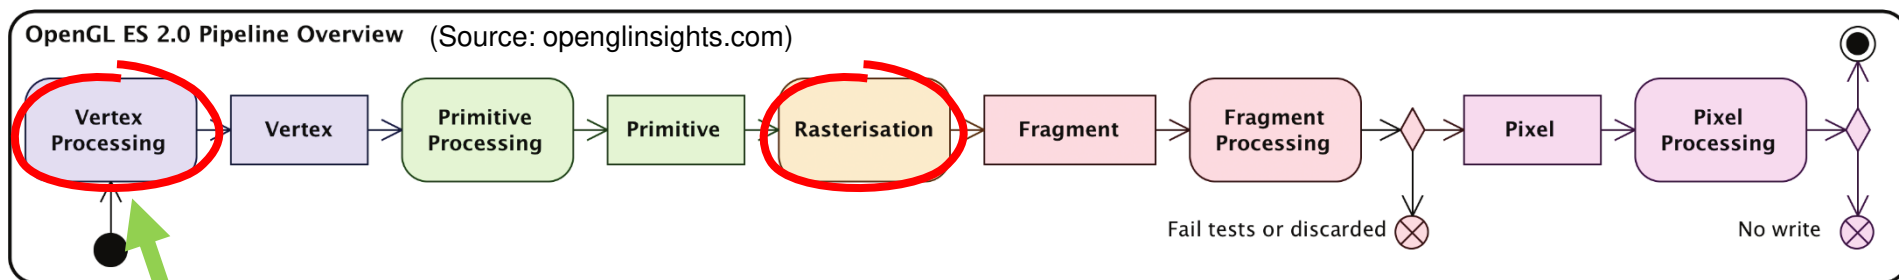 OpenGL ES 2.0 Pipeline Overview (Source: openglinsights.com)
Vertex
Processing
Vertex
Primitive
Processing
Primitive
Rasterisation
Fragment
Fragment
Processing
Pixel
Pixel
Processing
Fail tests or discarded
No write